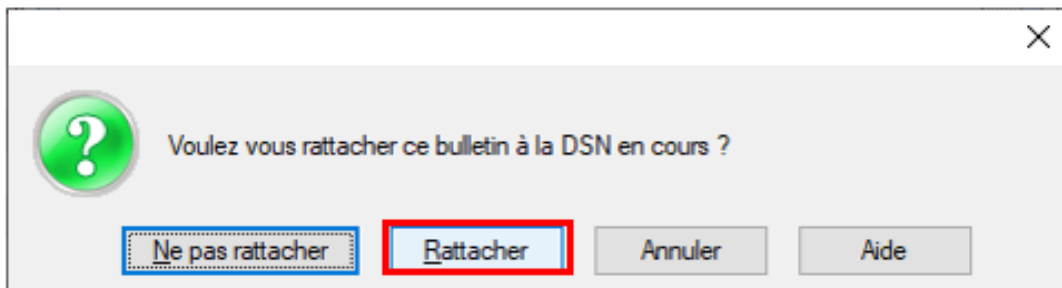 Voulez vous rattacher ce bulletin à la DSN en cours ?
Ne pas rattacher Rattacher Annuler Aide